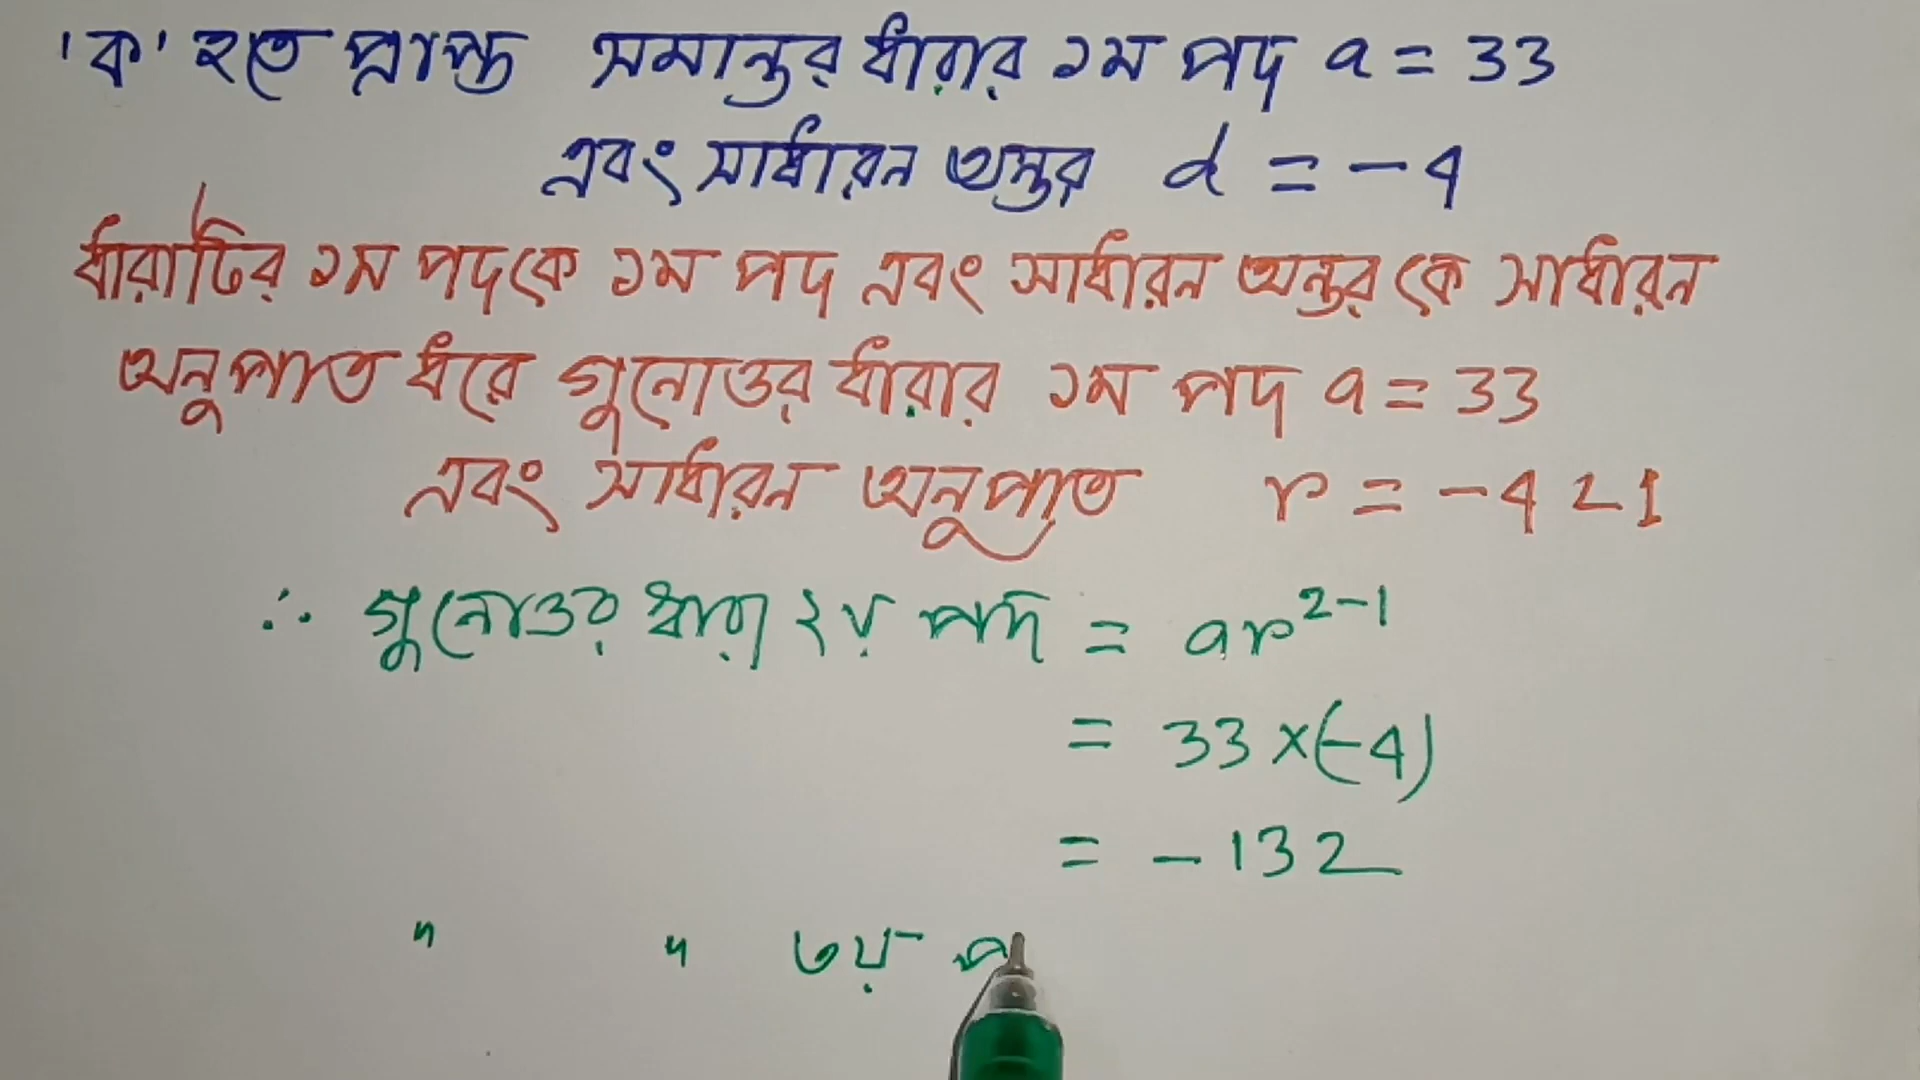 'ক' হতে প্রাপ্ত সমান্তর ধারার ১ম পদ a = 33
এবং সাধারন অন্তর d = -4
ধারাটির ১ম পদকে ১ম পদ এবং সাধারন অন্তর কে সাধারন
অনুপাত ধরে গুনোত্তর ধারার ১ম পদ a = 33
এবং সাধারন অনুপাত r = -4 < 1
∴ গুনোত্তর ধারা ২য় পদ = ar²⁻¹
= 33 × (-4)
= - 132
" " ৩য় প